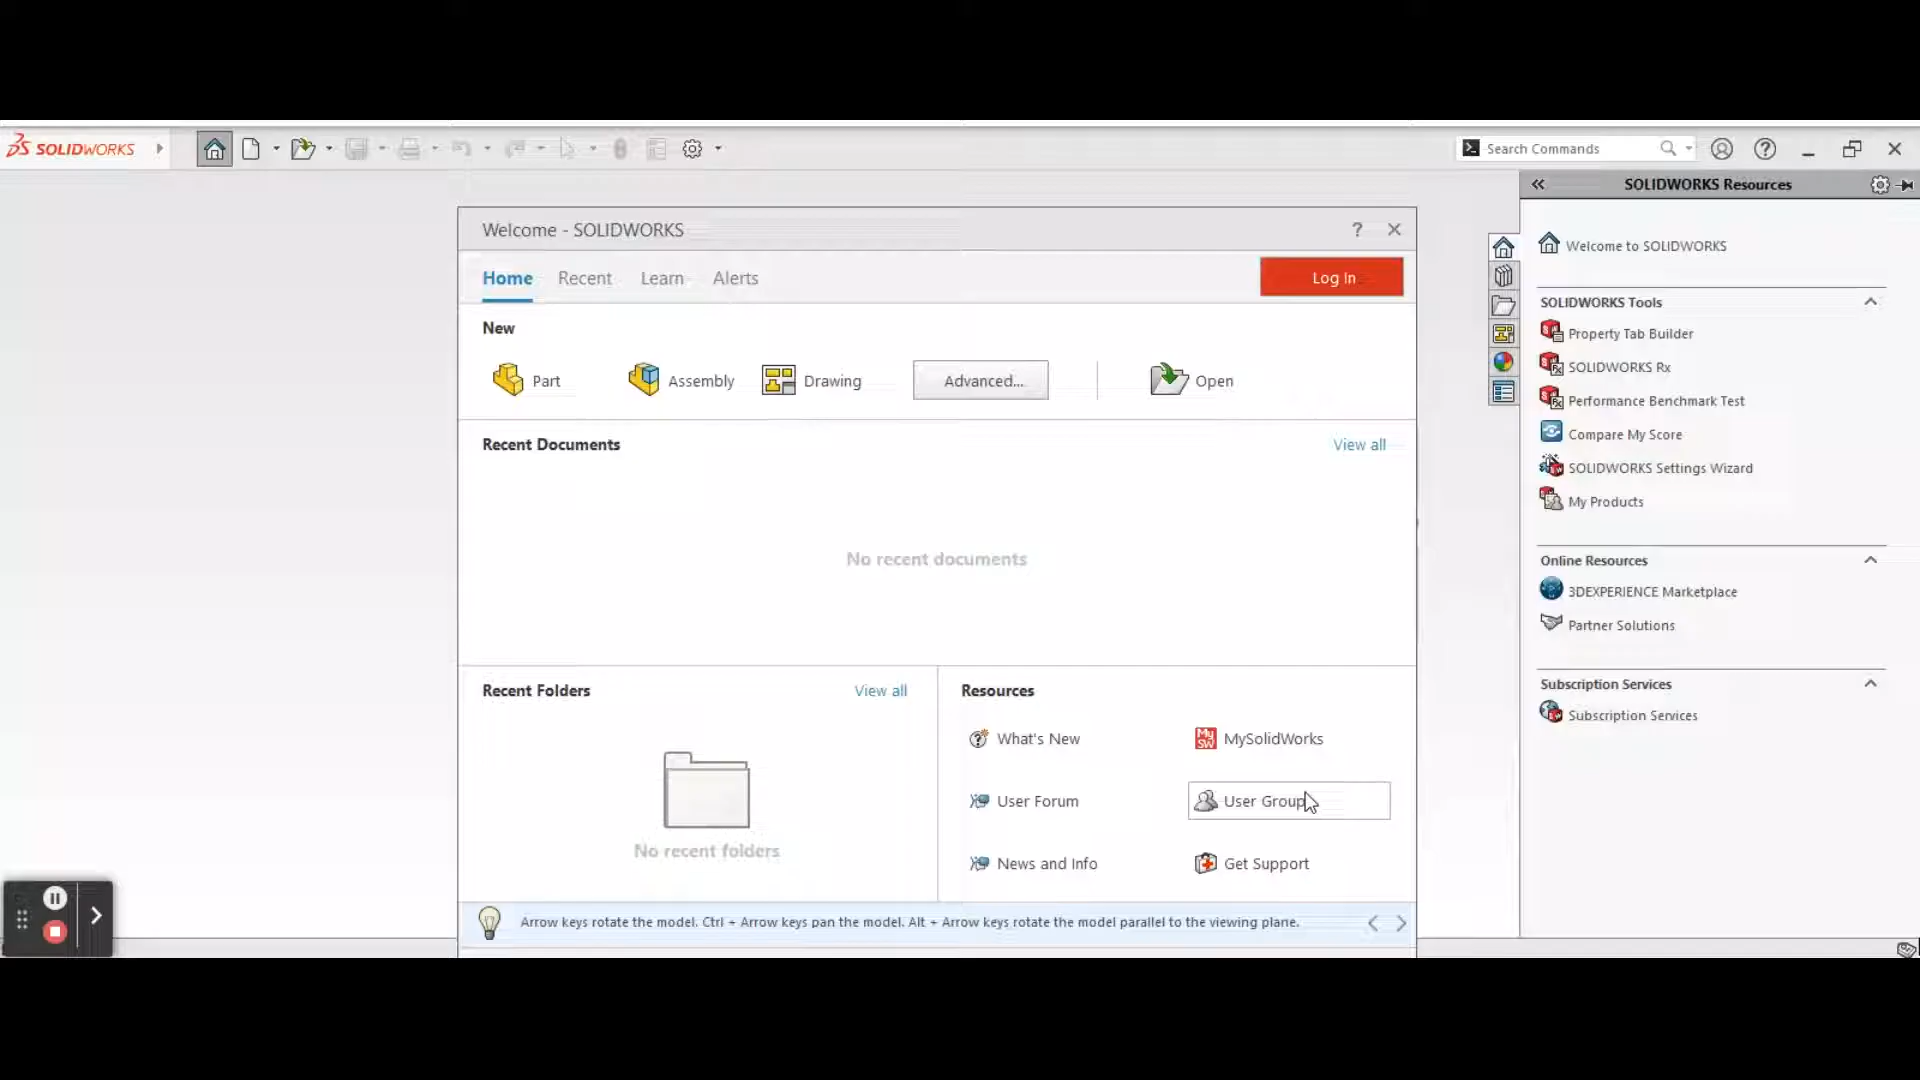 SOLIDWORKS
Search Commands
SOLIDWORKS Resources
Welcome - SOLIDWORKS
?
Home
Recent
Learn
Alerts
Log In
New
Part
Assembly
Drawing
Advanced...
Open
Recent Documents
View all
No recent documents
Recent Folders
View all
No recent folders
Resources
What's New
MySolidWorks
User Forum
User Group
News and Info
Get Support
Arrow keys rotate the model. Ctrl + Arrow keys pan the model. Alt + Arrow keys rotate the model parallel to the viewing plane.
Welcome to SOLIDWORKS
SOLIDWORKS Tools
Property Tab Builder
SOLIDWORKS Rx
Performance Benchmark Test
Compare My Score
SOLIDWORKS Settings Wizard
My Products
Online Resources
3DEXPERIENCE Marketplace
Partner Solutions
Subscription Services
Subscription Services